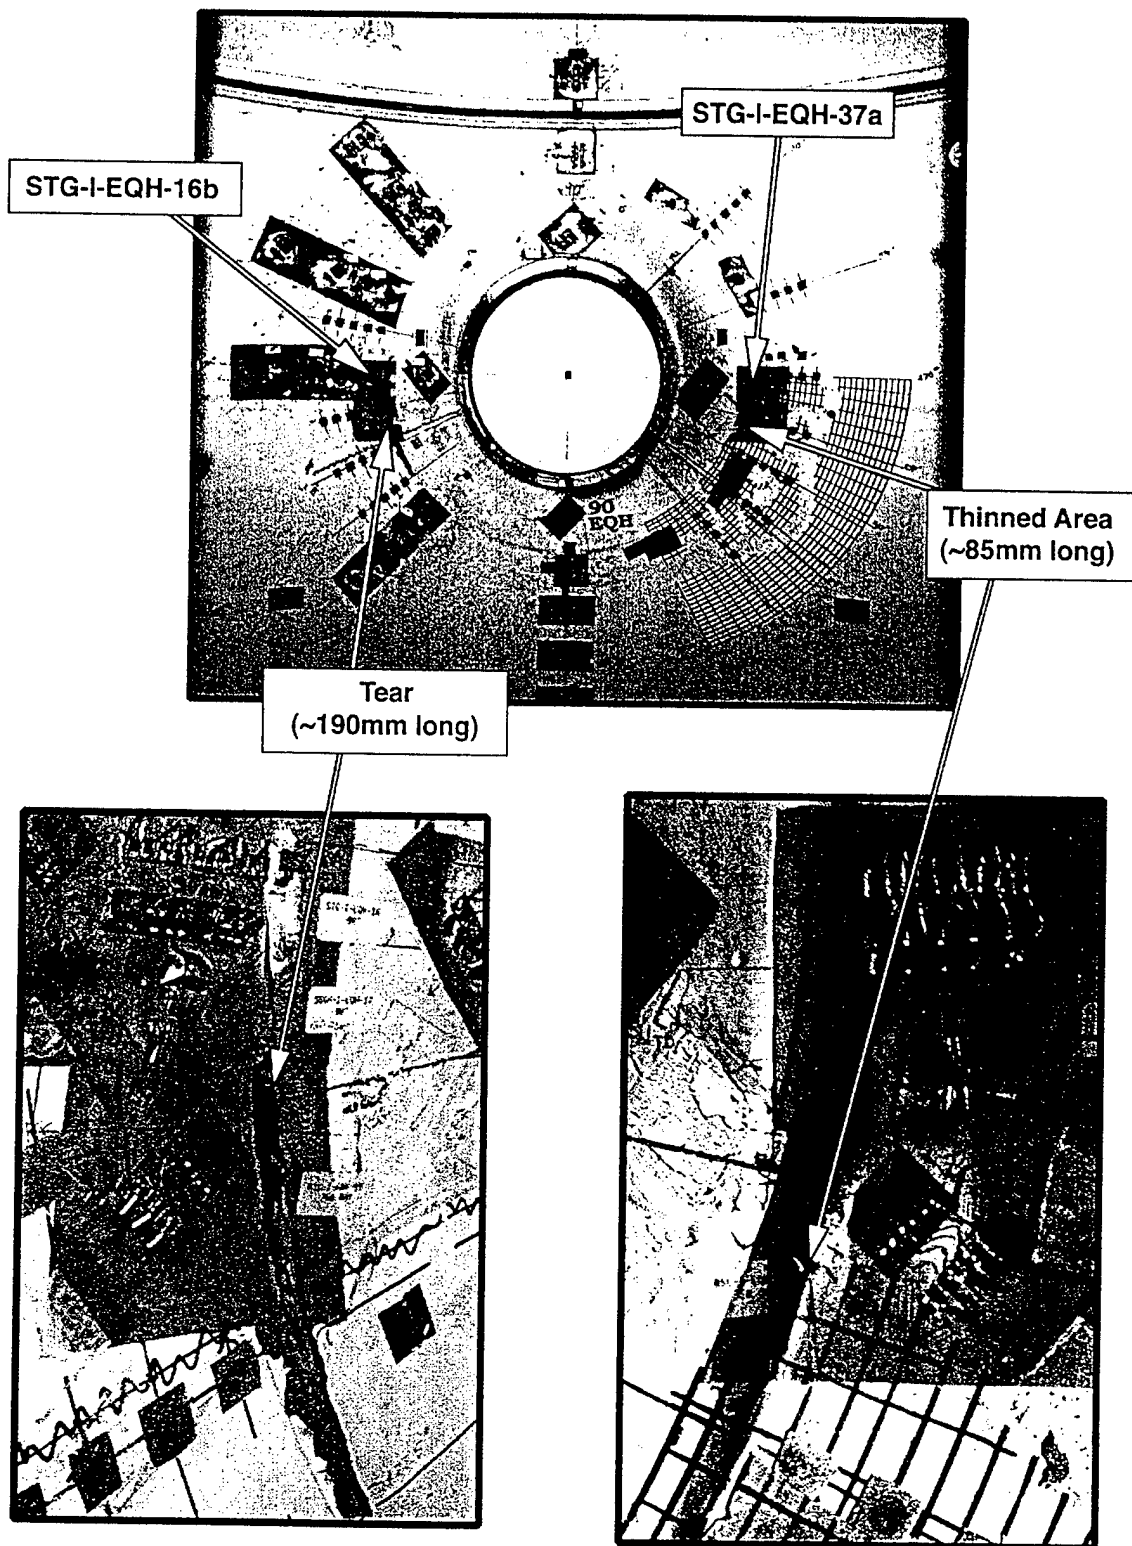 STG-I-EQH-37a
STG-I-EQH-16b
90
EQH
Thinned Area
(~85mm long)
Tear
(~190mm long)